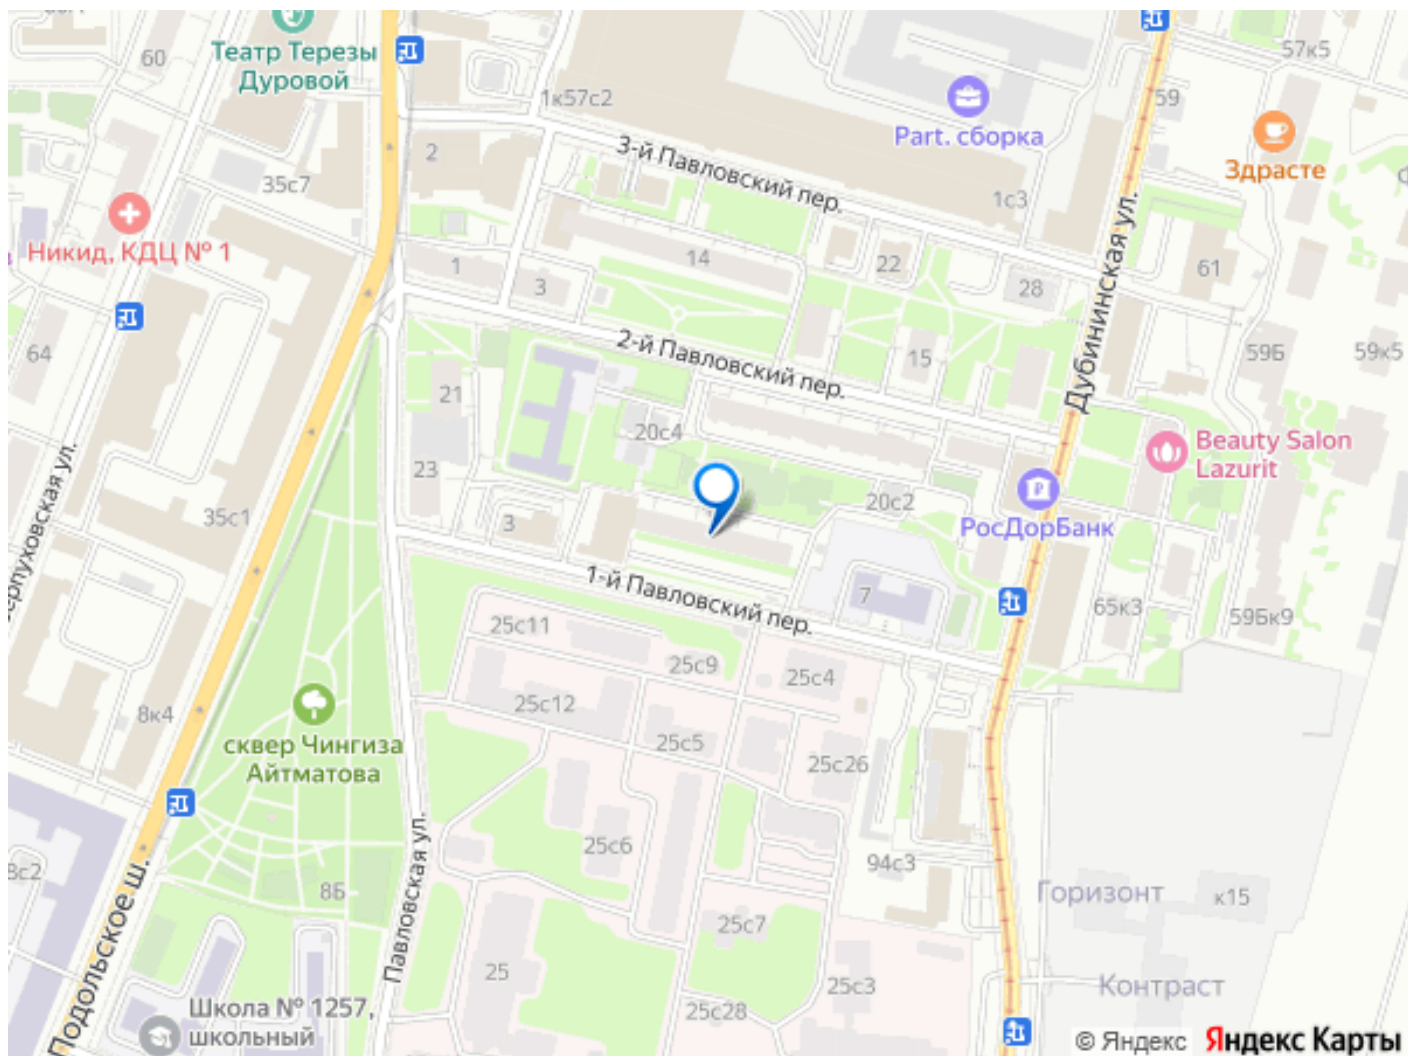 Театр Терезы
Дуровой
60
57к5
1к57с2
59
Part. сборка
Здрасте
2
3-й Павловский пер.
35с7
1с3
Никид, КДЦ № 1
Дубининская ул.
1
14
22
61
3
28
64
2-й Павловский пер.
15
59Б
59к5
21
20с4
Beauty Salon
Lazurit
23
35с1
3
20с2
РосДорБанк
1-й Павловский пер.
7
65к3
59Бк9
25с11
25с9
25с4
8к4
25с12
25с5
25с26
сквер Чингиза
Айтматова
Павловская ул.
25с6
94с3
8с2
8Б
Горизонт
к15
25с7
Подольское ш.
25
25с3
Контраст
Школа № 1257,
школьный
25с28
© Яндекс Яндекс Карты